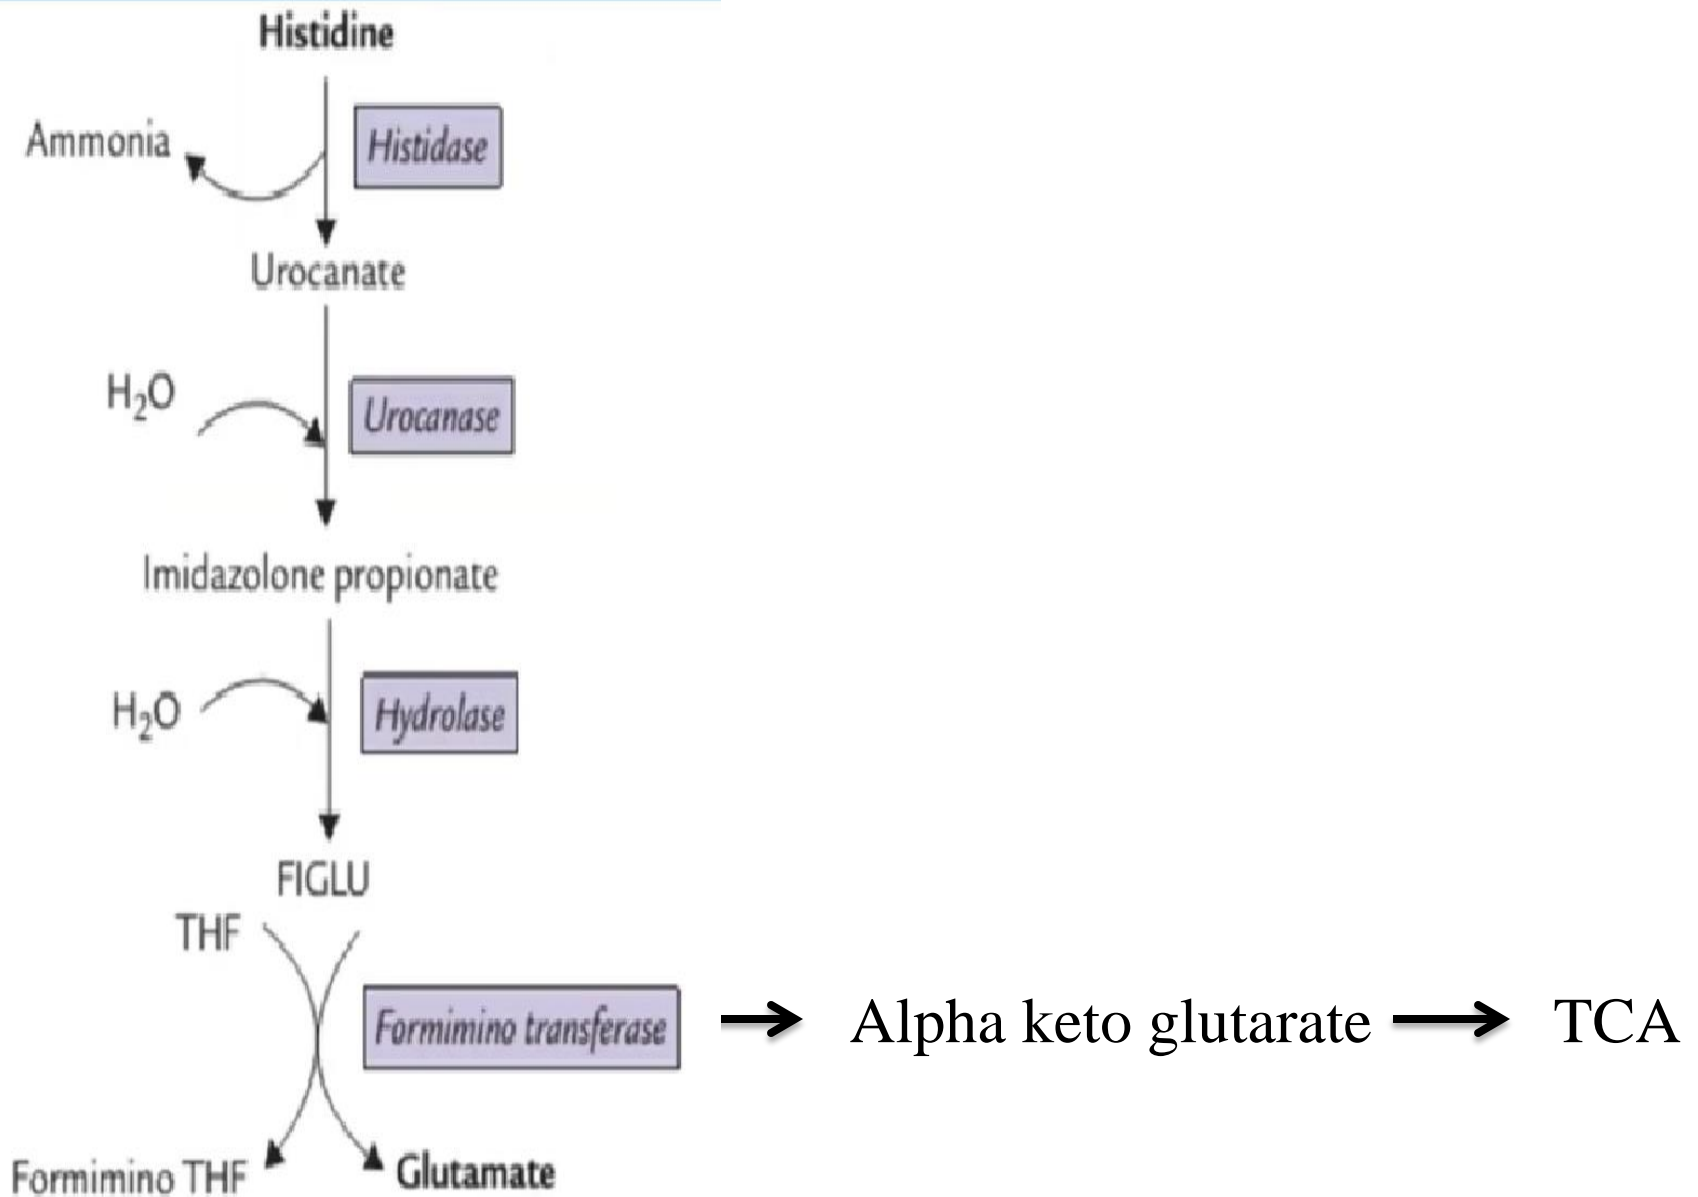 Histidine
Ammonia
Histidase
Urocanate
H₂O
Urocanase
Imidazolone propionate
H₂O
Hydrolase
FIGLU
THF
Formimino transferase
Alpha keto glutarate
TCA
Formimino THF
Glutamate